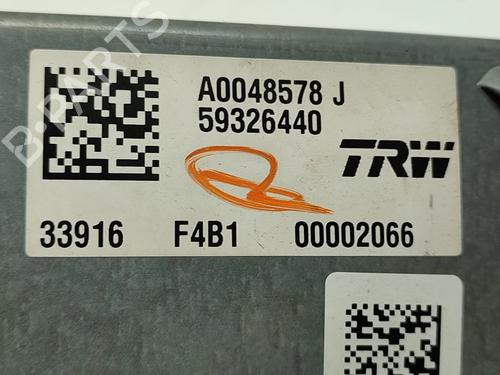 A0048578 J
59326440
TRW
33916 F4B1 00002066
B-PARTS